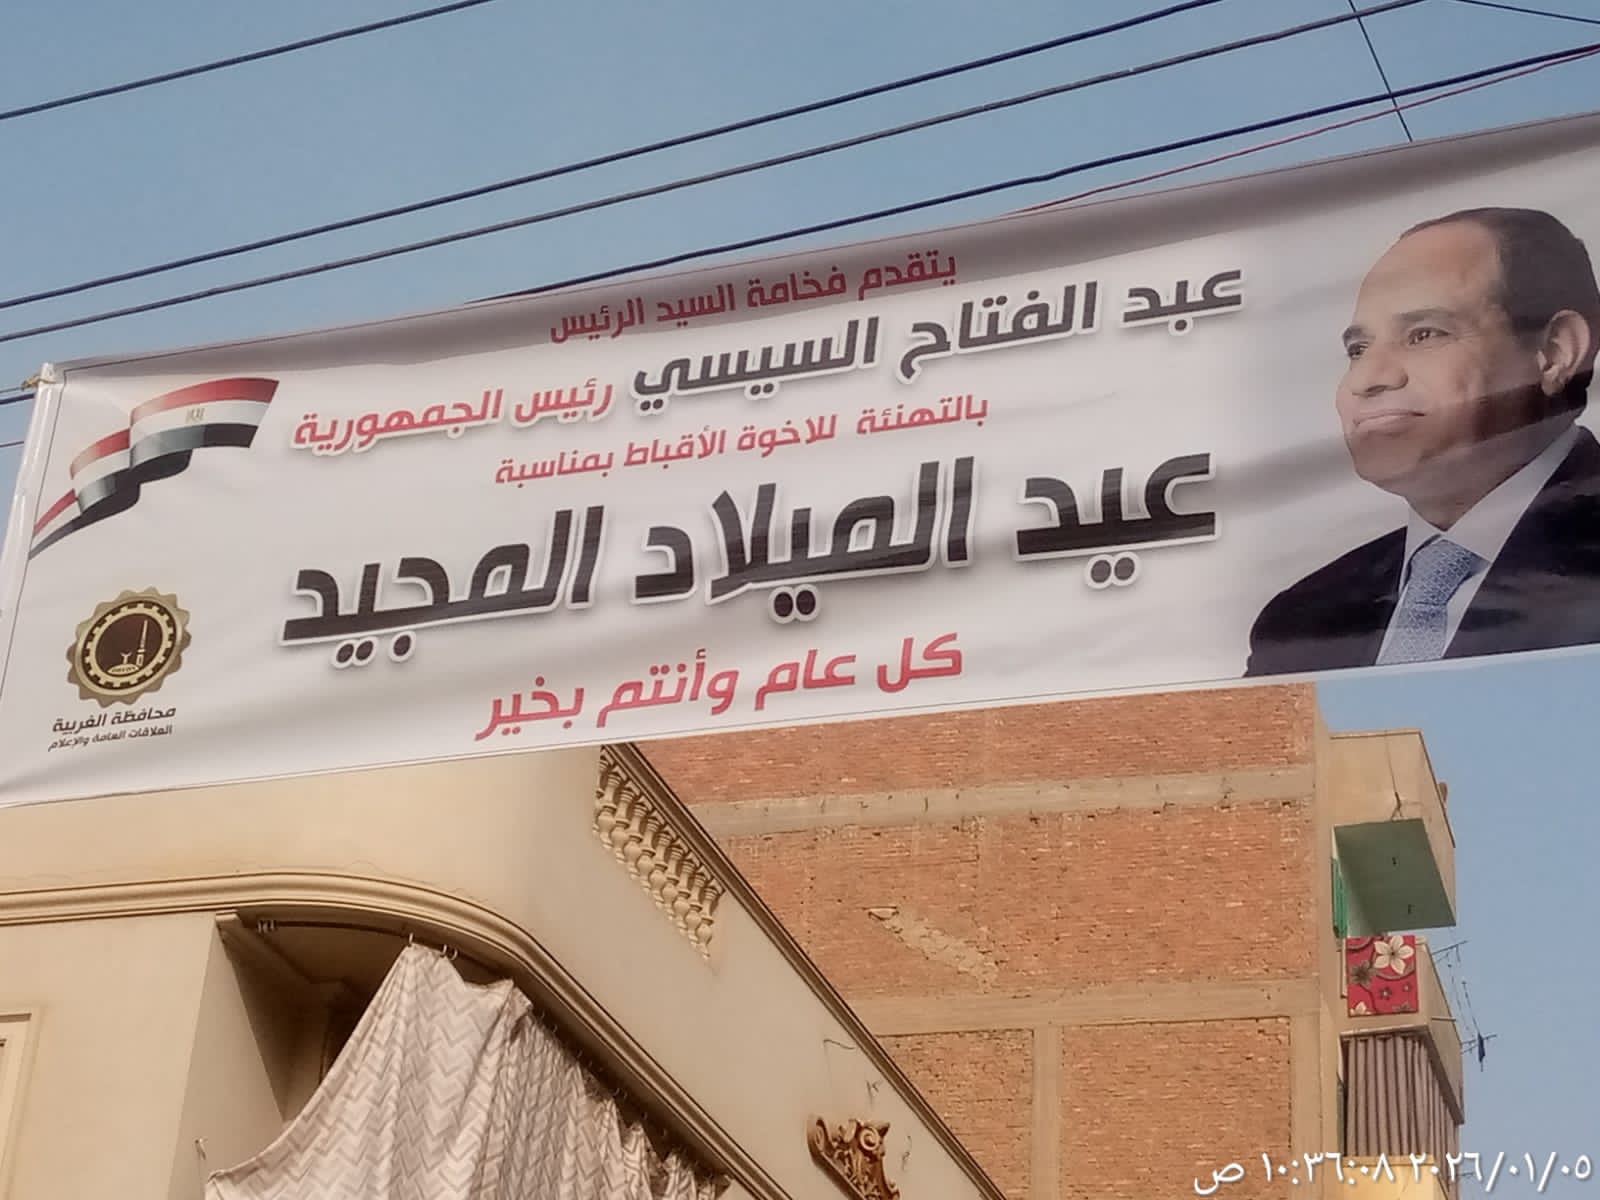 يتقدم فخامة السيد الرئيس
عبد الفتاح السيسي رئيس الجمهورية
بالتهنئة للاخوة الأقباط بمناسبة
عيد الميلاد المجيد
كل عام وأنتم بخير
محافظة الغربية
العلاقات العامة والإعلام
٢٠٢٦/٠١/٠٥ ١٠:٣٦:٠٨ ص